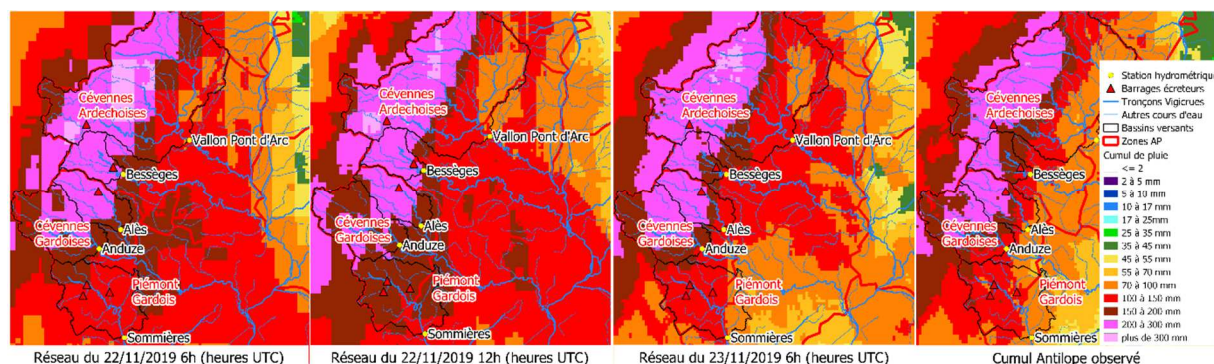 Cévennes
Ardechoises
Vallon Pont d'Arc
Bessèges
Cévennes
Gardoises
Alès
Anduze
Piémont
Gardois
Sommières
Réseau du 22/11/2019 6h (heures UTC)
Cévennes
Ardechoises
Vallon Pont d'Arc
Bessèges
Cévennes
Gardoises
Alès
Anduze
Piémont
Gardois
Sommières
Réseau du 22/11/2019 12h (heures UTC)
Cévennes
Ardechoises
Vallon Pont d'Arc
Bessèges
Cévennes
Gardoises
Alès
Anduze
Piémont
Gardois
Sommières
Réseau du 23/11/2019 6h (heures UTC)
Cévennes
Ardechoises
Bessèges
Cévennes
Gardoises
Alès
Anduze
Piémont
Gardois
Sommières
Cumul Antilope observé
Station hydrométrique
Barrages écreteurs
Tronçons Vigicrues
Autres cours d'eau
Bassins versants
Zones AP
Cumul de pluie
<= 2
2 à 5 mm
5 à 10 mm
10 à 17 mm
17 à 25mm
25 à 35 mm
35 à 45 mm
45 à 55 mm
55 à 70 mm
70 à 100 mm
100 à 150 mm
150 à 200 mm
200 à 300 mm
plus de 300 mm